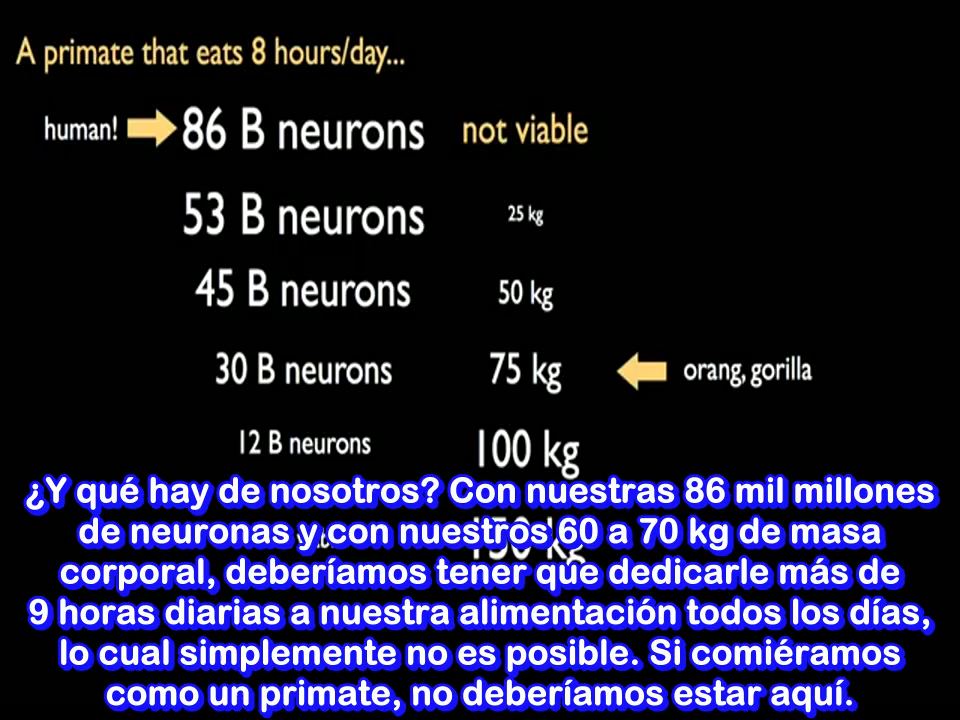 A primate that eats 8 hours/day...
human! 86 B neurons not viable
53 B neurons 25 kg
45 B neurons 50 kg
30 B neurons 75 kg orang, gorilla
12 B neurons 100 kg
150 kg
¿Y qué hay de nosotros? Con nuestras 86 mil millones
de neuronas y con nuestros 60 a 70 kg de masa
corporal, deberíamos tener que dedicarle más de
9 horas diarias a nuestra alimentación todos los días,
lo cual simplemente no es posible. Si comiéramos
como un primate, no deberíamos estar aquí.